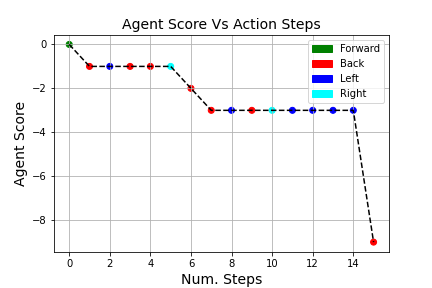 Agent Score Vs Action Steps
0
−2
−4
−6
−8
Agent Score
Forward
Back
Left
Right
0 2 4 6 8 10 12 14
Num. Steps